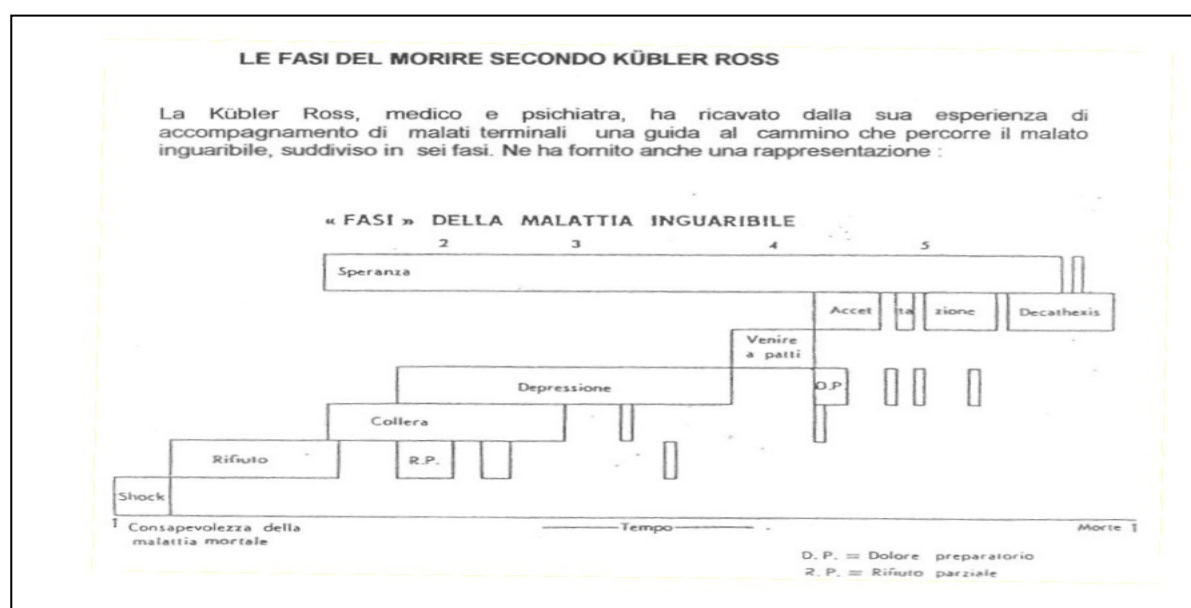 LE FASI DEL MORIRE SECONDO KÜBLER ROSS
La Kübler Ross, medico e psichiatra, ha ricavato dalla sua esperienza di
accompagnamento di malati terminali una guida al cammino che percorre il malato
inguaribile, suddiviso in sei fasi. Ne ha fornito anche una rappresentazione :
« FASI » DELLA MALATTIA INGUARIBILE
2 3 4 5
Speranza
Accet ta zione Decathexis
Venire
a patti
Depressione D.P.
Collera
Rifiuto R.P.
Shock
1 Consapevolezza della
malattia mortale
Tempo
Morte 1
D. P. = Dolore preparatorio
R. P. = Rifiuto parziale